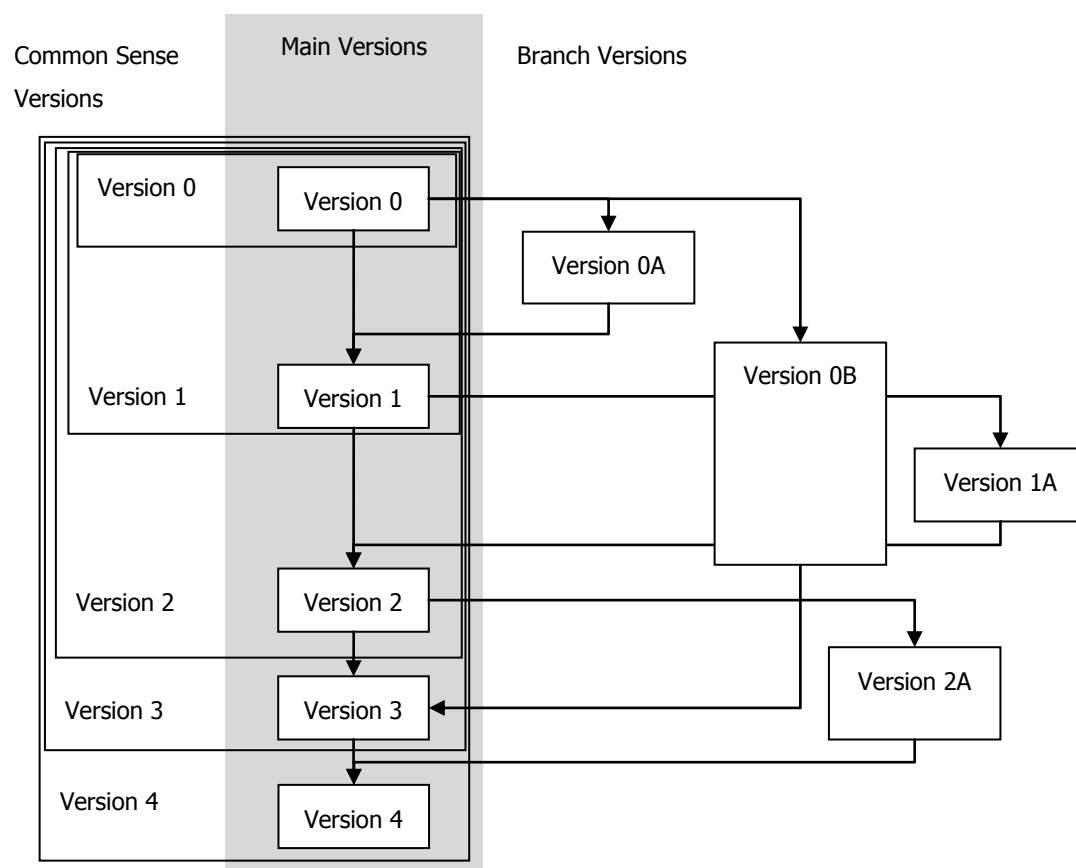 Common Sense
Versions
Main Versions
Branch Versions
Version 0
Version 0
Version 0A
Version 0B
Version 1
Version 1
Version 1A
Version 2
Version 2
Version 2A
Version 3
Version 3
Version 4
Version 4